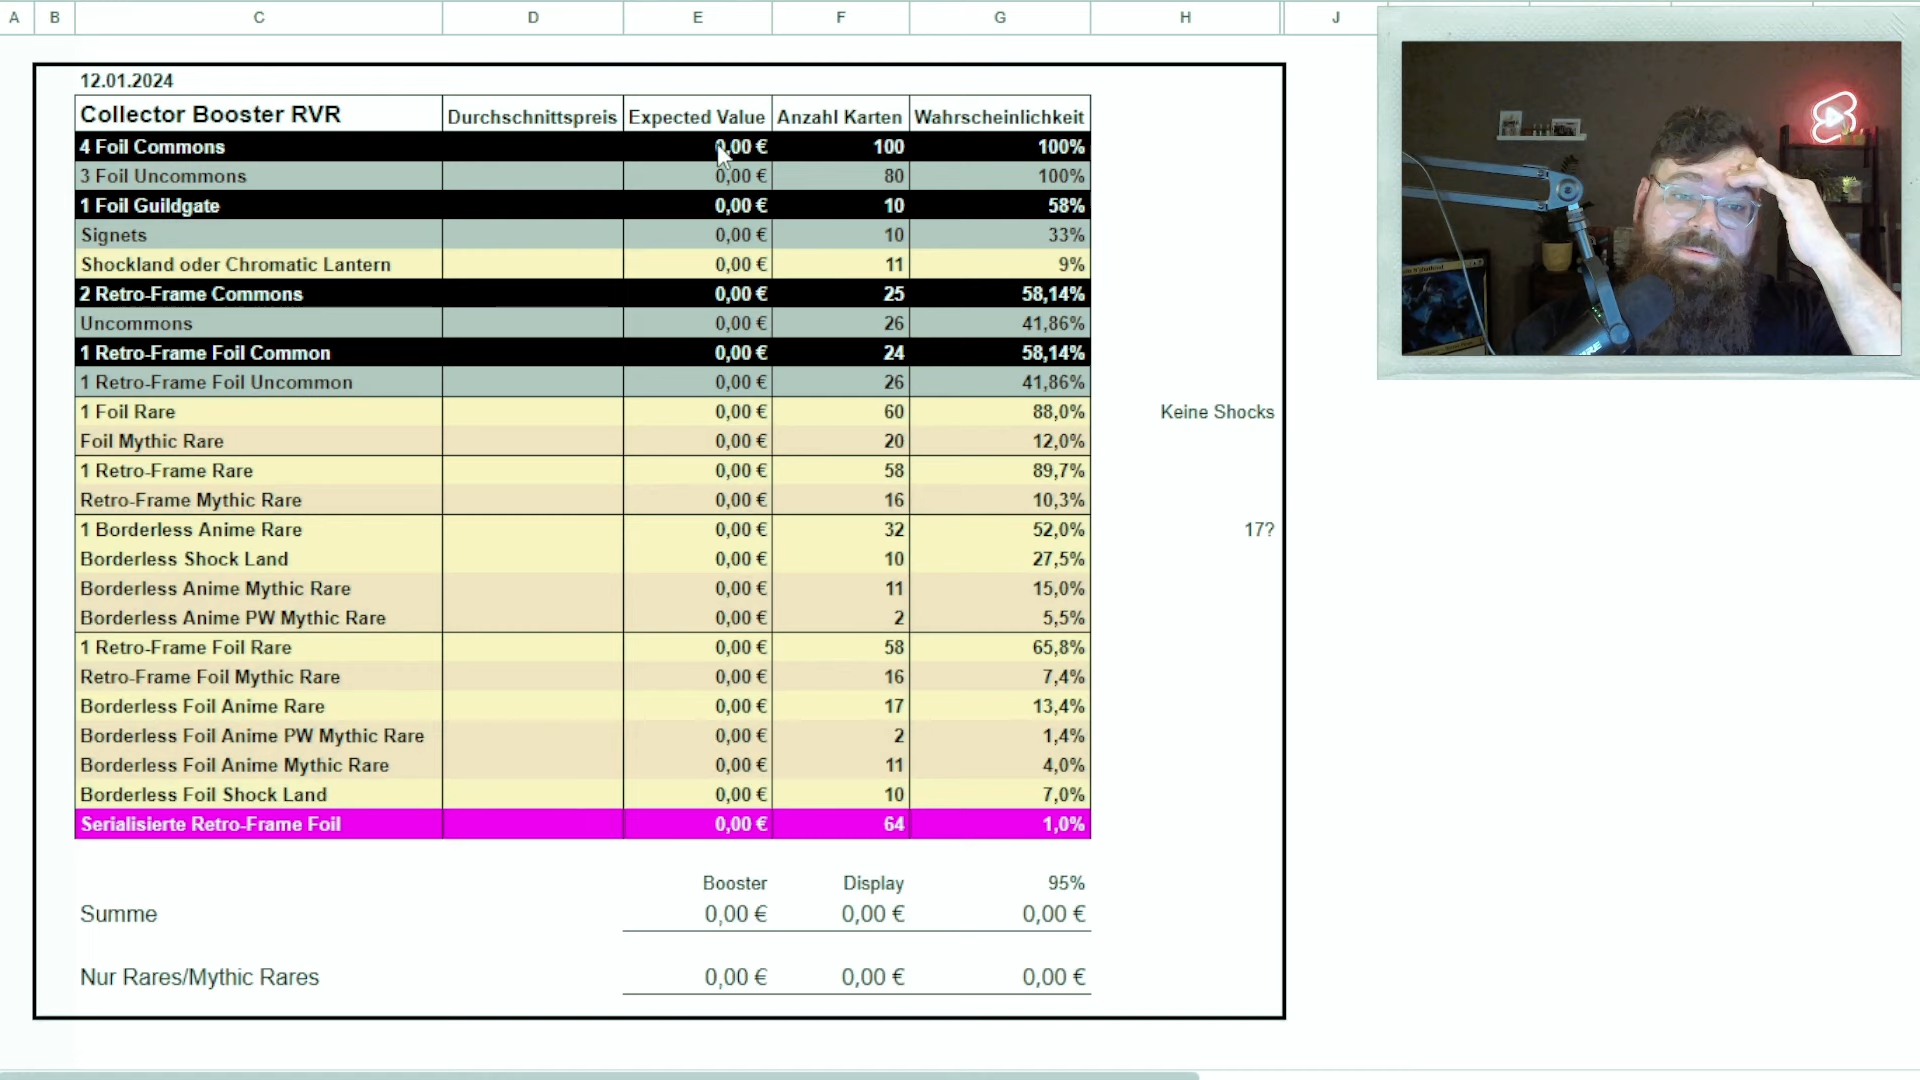 A B C D E F G H J
12.01.2024
Collector Booster RVR Durchschnittspreis Expected Value Anzahl Karten Wahrscheinlichkeit
4 Foil Commons 0,00 € 100 100%
3 Foil Uncommons 0,00 € 80 100%
1 Foil Guildgate 0,00 € 10 58%
Signets 0,00 € 10 33%
Shockland oder Chromatic Lantern 0,00 € 11 9%
2 Retro-Frame Commons 0,00 € 25 58,14%
Uncommons 0,00 € 26 41,86%
1 Retro-Frame Foil Common 0,00 € 24 58,14%
1 Retro-Frame Foil Uncommon 0,00 € 26 41,86%
1 Foil Rare 0,00 € 60 88,0% Keine Shocks
Foil Mythic Rare 0,00 € 20 12,0%
1 Retro-Frame Rare 0,00 € 58 89,7%
Retro-Frame Mythic Rare 0,00 € 16 10,3%
1 Borderless Anime Rare 0,00 € 32 52,0% 17?
Borderless Shock Land 0,00 € 10 27,5%
Borderless Anime Mythic Rare 0,00 € 11 15,0%
Borderless Anime PW Mythic Rare 0,00 € 2 5,5%
1 Retro-Frame Foil Rare 0,00 € 58 65,8%
Retro-Frame Foil Mythic Rare 0,00 € 16 7,4%
Borderless Foil Anime Rare 0,00 € 17 13,4%
Borderless Foil Anime PW Mythic Rare 0,00 € 2 1,4%
Borderless Foil Anime Mythic Rare 0,00 € 11 4,0%
Borderless Foil Shock Land 0,00 € 10 7,0%
Serialisierte Retro-Frame Foil 0,00 € 64 1,0%
Booster Display 95%
Summe 0,00 € 0,00 € 0,00 €
Nur Rares/Mythic Rares 0,00 € 0,00 € 0,00 €